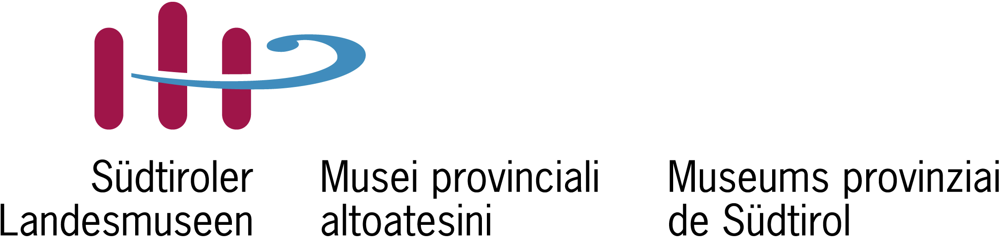 Südtiroler
Landesmuseen
Musei provinciali
altoatesini
Museums provinziai
de Südtirol